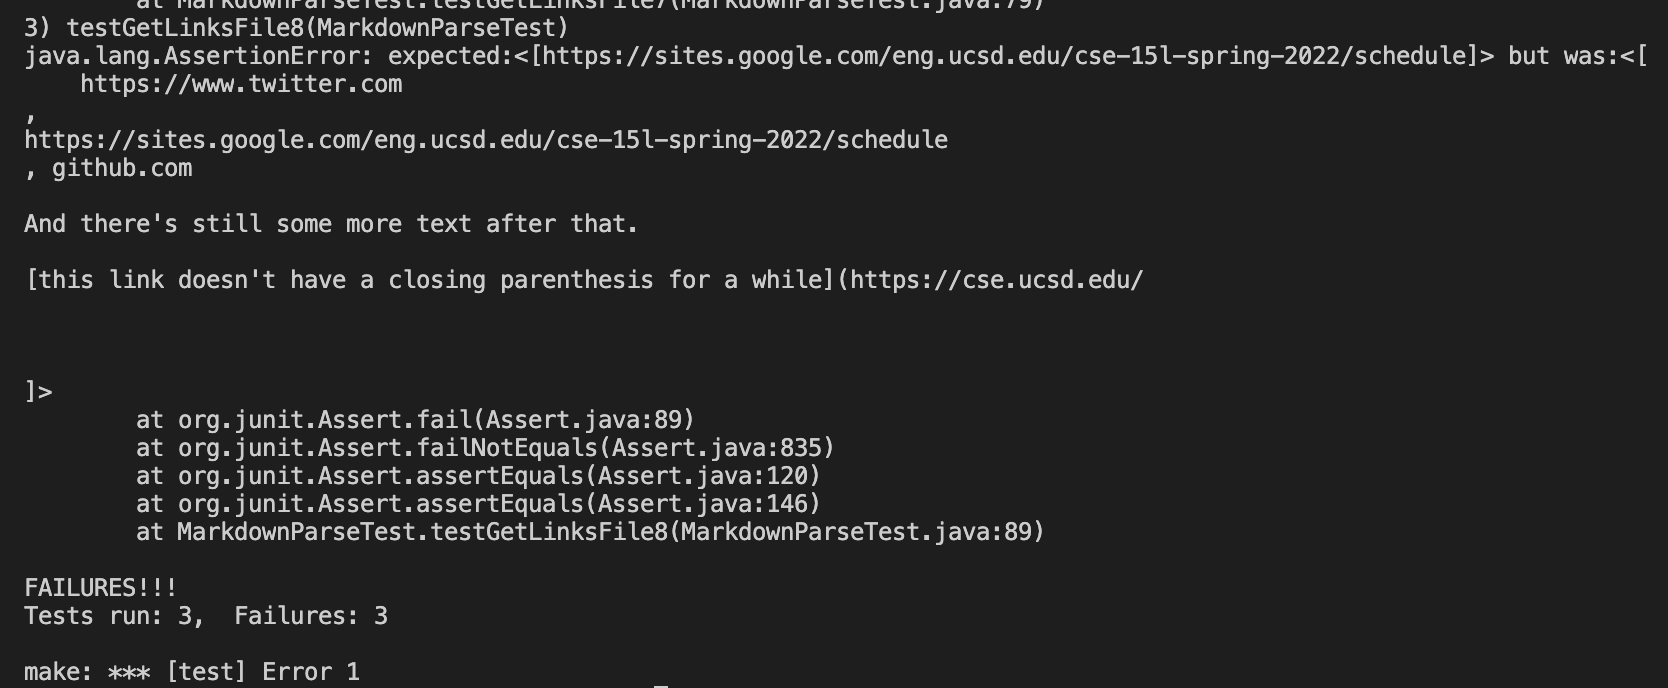 at MarkdownParseTest.testGetLinksFile7(MarkdownParseTest.java:79)
3) testGetLinksFile8(MarkdownParseTest)
java.lang.AssertionError: expected:<[https://sites.google.com/eng.ucsd.edu/cse-15l-spring-2022/schedule]> but was:<[
    https://www.twitter.com
,
https://sites.google.com/eng.ucsd.edu/cse-15l-spring-2022/schedule
, github.com
And there's still some more text after that.
[this link doesn't have a closing parenthesis for a while](https://cse.ucsd.edu/
]>
        at org.junit.Assert.fail(Assert.java:89)
        at org.junit.Assert.failNotEquals(Assert.java:835)
        at org.junit.Assert.assertEquals(Assert.java:120)
        at org.junit.Assert.assertEquals(Assert.java:146)
        at MarkdownParseTest.testGetLinksFile8(MarkdownParseTest.java:89)
FAILURES!!!
Tests run: 3,  Failures: 3
make: *** [test] Error 1